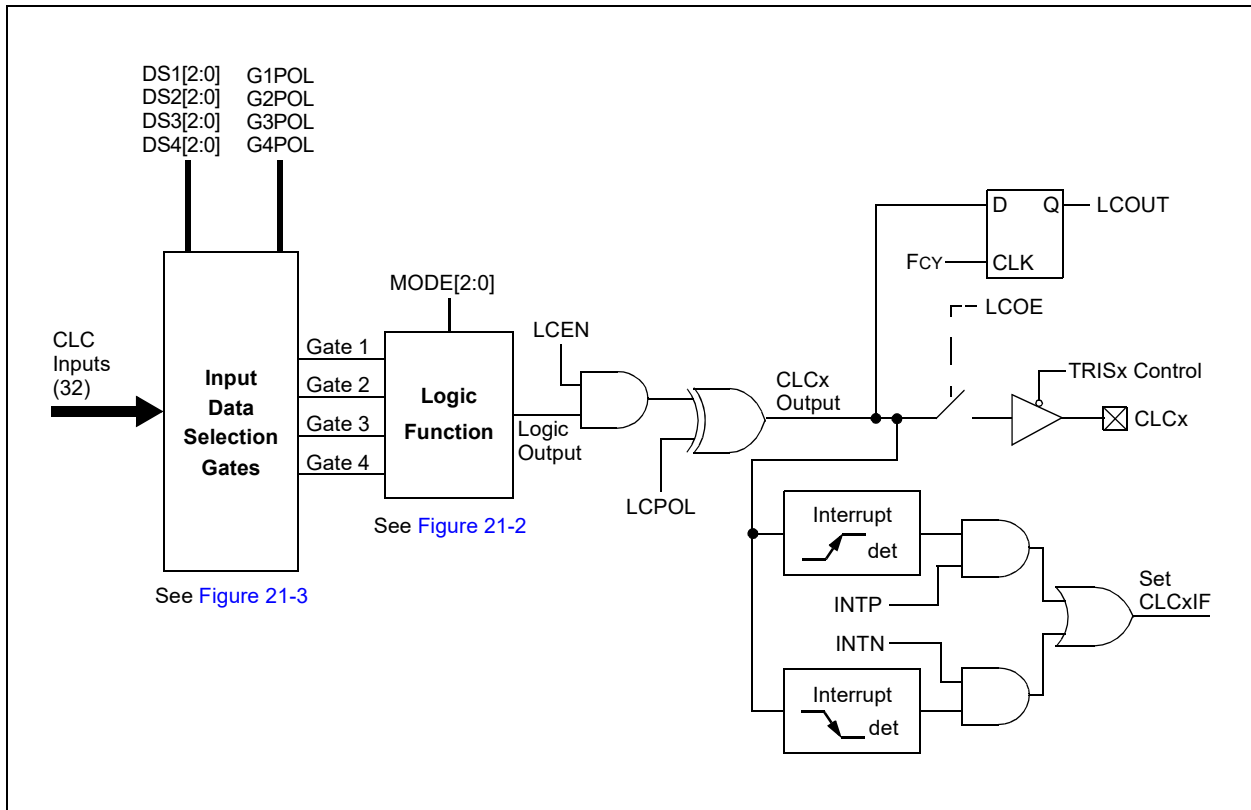 DS1[2:0]
DS2[2:0]
DS3[2:0]
DS4[2:0]
G1POL
G2POL
G3POL
G4POL
CLC
Inputs
(32)
Input
Data
Selection
Gates
See Figure 21-3
Gate 1
Gate 2
Gate 3
Gate 4
MODE[2:0]
Logic
Function
See Figure 21-2
Logic
Output
LCEN
LCPOL
CLCx
Output
D
Q
LCOUT
FCY
CLK
LCOE
TRISx Control
CLCx
Interrupt
det
INTP
INTN
Interrupt
det
Set
CLCxIF